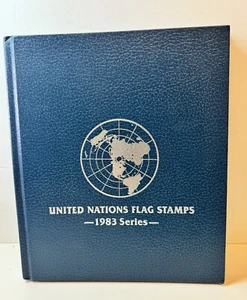 UNITED NATIONS FLAG STAMPS
—1983 Series—